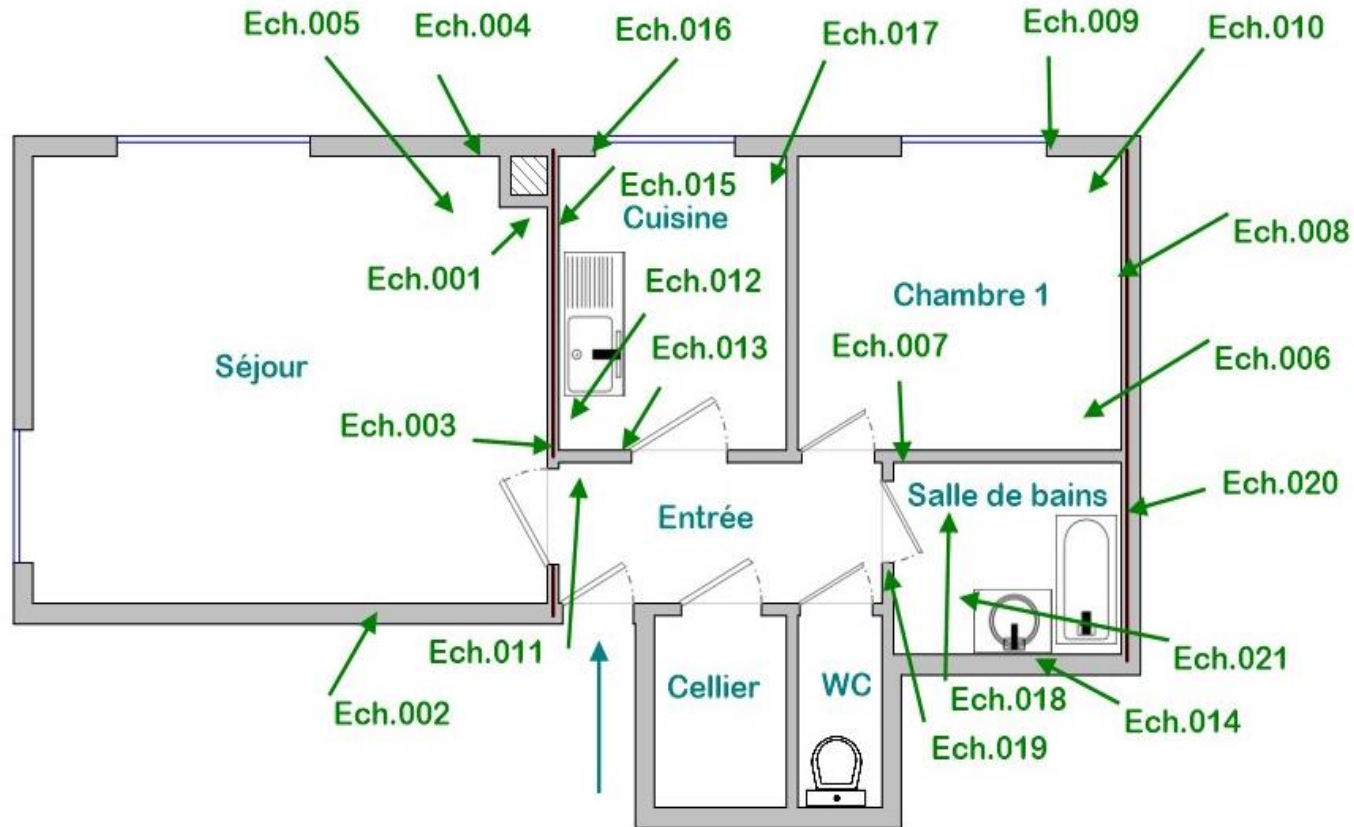 Ech.005
Ech.004
Ech.016
Ech.017
Ech.009
Ech.010
Ech.015
Cuisine
Ech.008
Ech.001
Ech.012
Chambre 1
Ech.013
Ech.007
Ech.006
Séjour
Ech.003
Ech.020
Salle de bains
Entrée
Ech.011
Ech.021
Cellier
WC
Ech.018
Ech.002
Ech.014
Ech.019